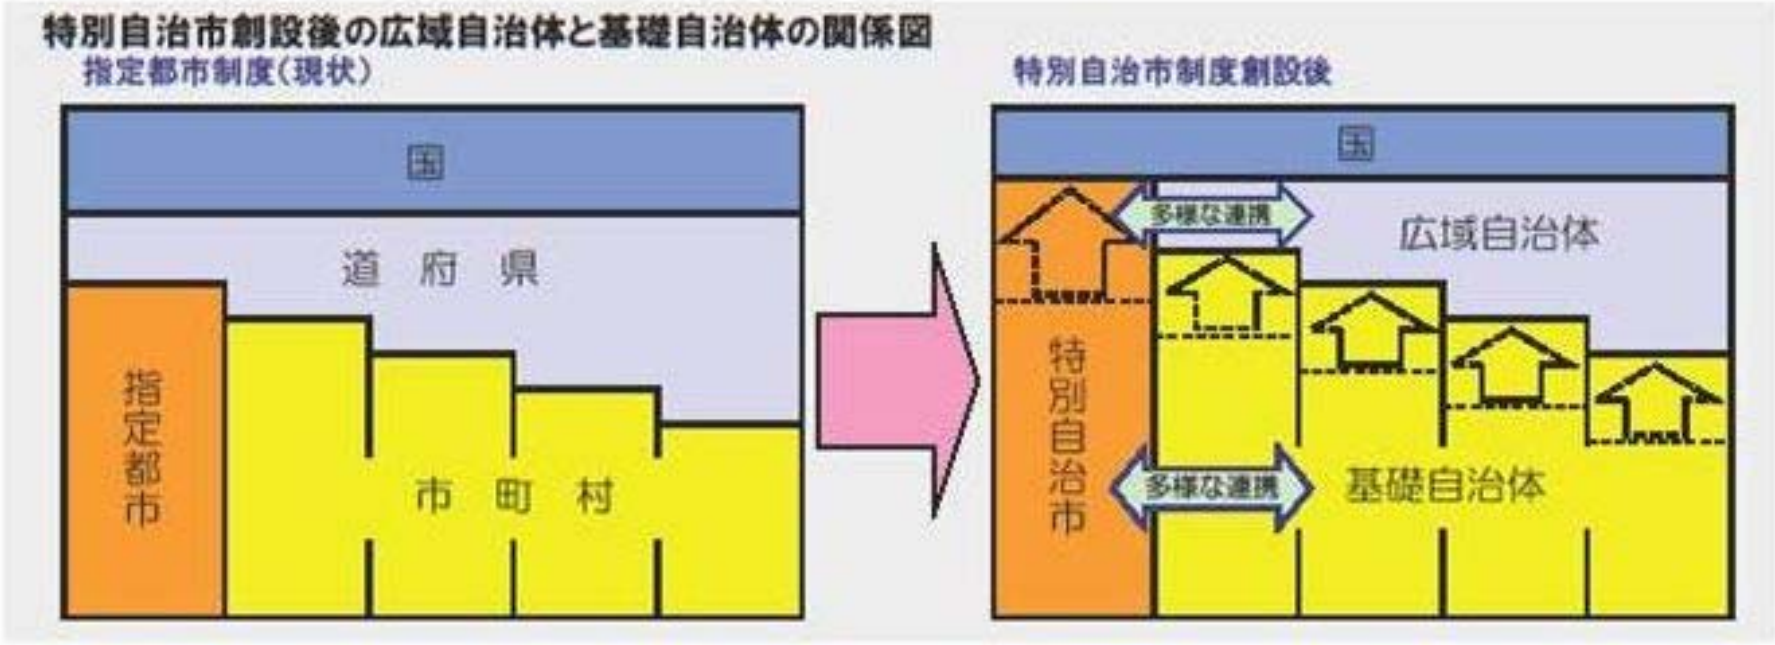 特別自治市創設後の広域自治体と基礎自治体の関係図
指定都市制度(現状)
国
道府県
指定都市
市町村
特別自治市制度創設後
国
多様な連携
広域自治体
特別自治市
多様な連携
基礎自治体